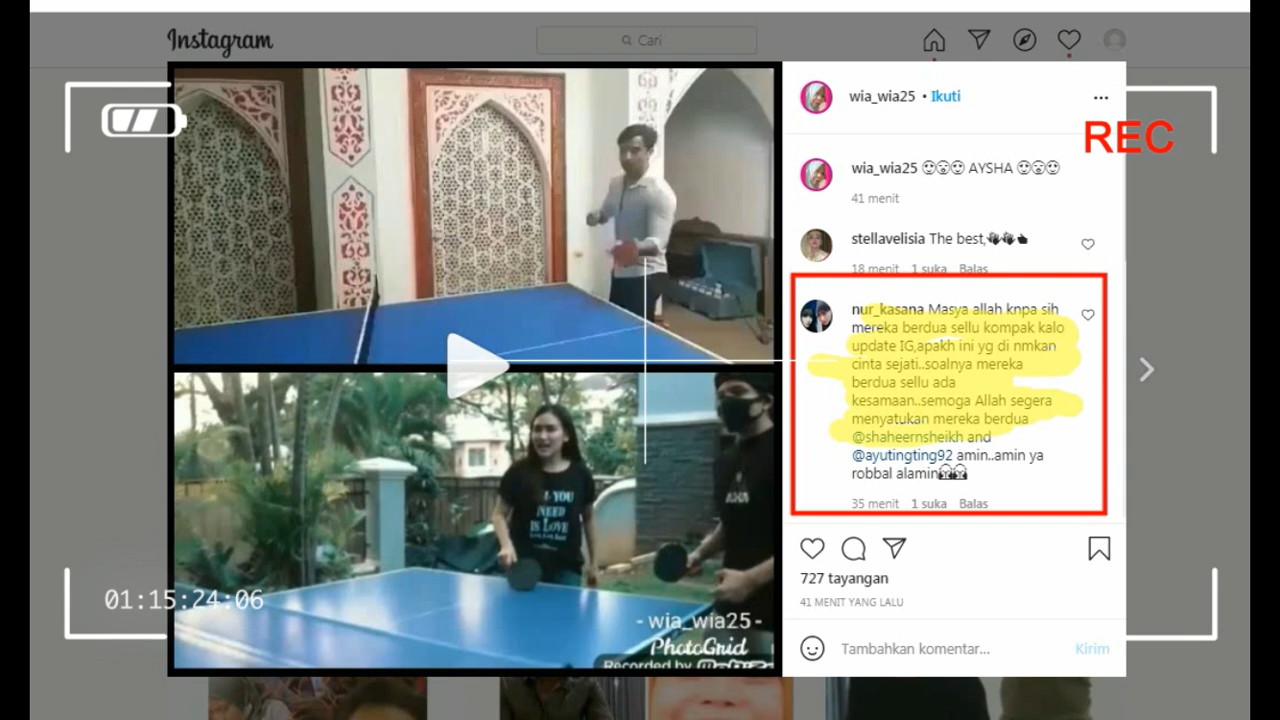 Instagram
Cari
wia_wia25 • Ikuti
REC
wia_wia25 AYSHA
41 menit
stellavelisia The best,
18 menit 1 suka Balas
nur_kasana Masya allah knpa sih
mereka berdua sellu kompak kalo
update IG,apakh ini yg di nmkan
cinta sejati..soalnya mereka
berdua sellu ada
kesamaan..semoga Allah segera
menyatukan mereka berdua
@shaheernsheikh and
@ayutingting92 amin..amin ya
robbal alamin
35 menit 1 suka Balas
727 tayangan
41 MENIT YANG LALU
Tambahkan komentar... Kirim
YOU
NEED
IS LOVE
01:15:24:06
- wia_wia25 -
PhotoGrid
Recorded by